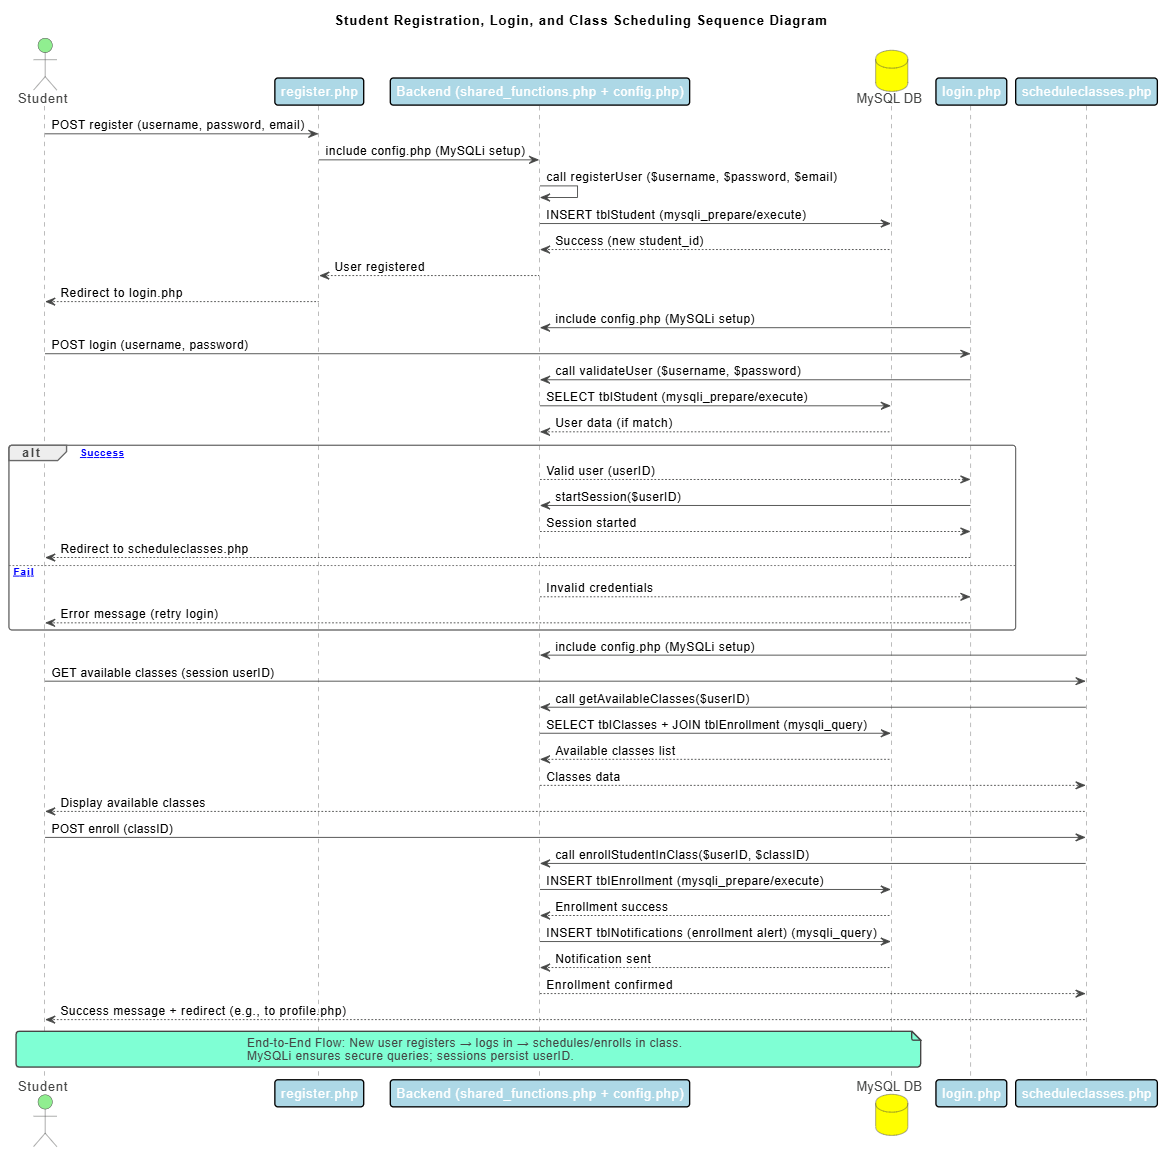 Student Registration, Login, and Class Scheduling Sequence Diagram
Student
register.php
Backend (shared_functions.php + config.php)
MySQL DB
login.php
scheduleclasses.php
POST register (username, password, email)
include config.php (MySQLi setup)
call registerUser ($username, $password, $email)
INSERT tblStudent (mysqli_prepare/execute)
Success (new student_id)
User registered
Redirect to login.php
include config.php (MySQLi setup)
POST login (username, password)
call validateUser ($username, $password)
SELECT tblStudent (mysqli_prepare/execute)
User data (if match)
alt
Success
Valid user (userID)
startSession($userID)
Session started
Redirect to scheduleclasses.php
Fail
Invalid credentials
Error message (retry login)
include config.php (MySQLi setup)
GET available classes (session userID)
call getAvailableClasses($userID)
SELECT tblClasses + JOIN tblEnrollment (mysqli_query)
Available classes list
Classes data
Display available classes
POST enroll (classID)
call enrollStudentInClass($userID, $classID)
INSERT tblEnrollment (mysqli_prepare/execute)
Enrollment success
INSERT tblNotifications (enrollment alert) (mysqli_query)
Notification sent
Enrollment confirmed
Success message + redirect (e.g., to profile.php)
End-to-End Flow: New user registers → logs in → schedules/enrolls in class.
MySQLi ensures secure queries; sessions persist userID.
Student
register.php
Backend (shared_functions.php + config.php)
MySQL DB
login.php
scheduleclasses.php